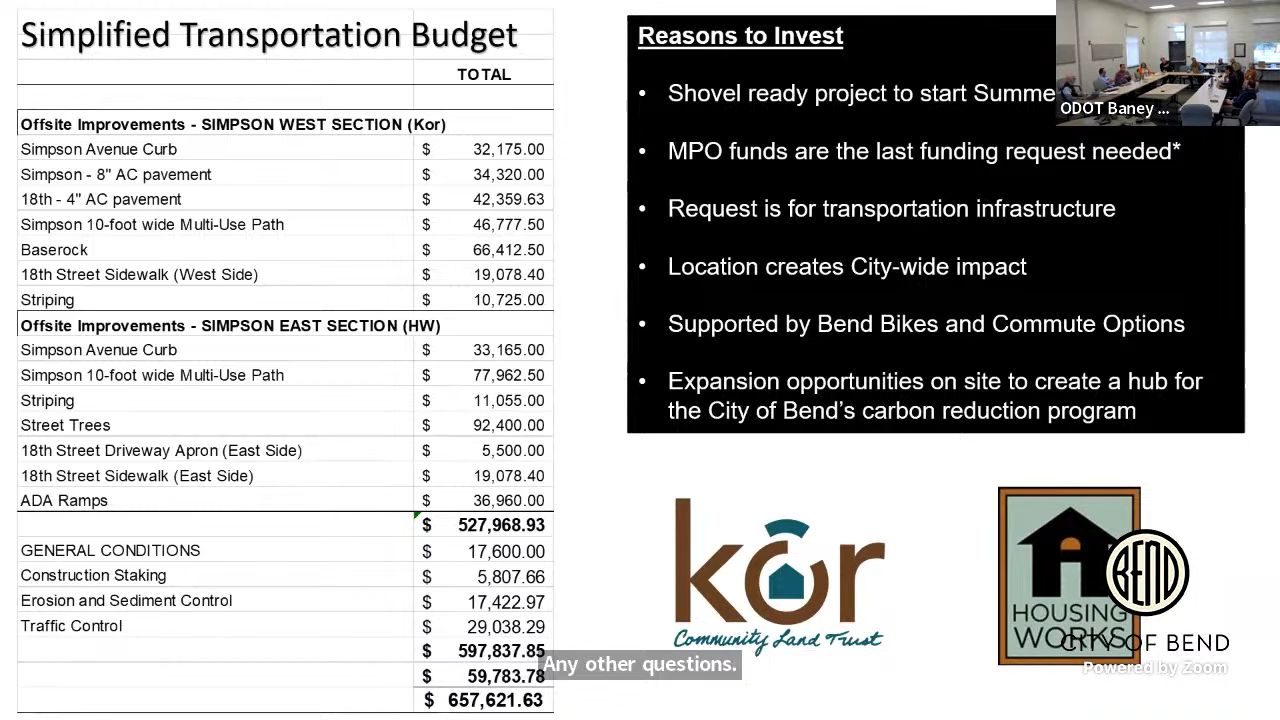 Simplified Transportation Budget
TOTAL
Offsite Improvements - SIMPSON WEST SECTION (Kor)
Simpson Avenue Curb $ 32,175.00
Simpson - 8" AC pavement $ 34,320.00
18th - 4" AC pavement $ 42,359.63
Simpson 10-foot wide Multi-Use Path $ 46,777.50
Baserock $ 66,412.50
18th Street Sidewalk (West Side) $ 19,078.40
Striping $ 10,725.00
Offsite Improvements - SIMPSON EAST SECTION (HW)
Simpson Avenue Curb $ 33,165.00
Simpson 10-foot wide Multi-Use Path $ 77,962.50
Striping $ 11,055.00
Street Trees $ 92,400.00
18th Street Driveway Apron (East Side) $ 5,500.00
18th Street Sidewalk (East Side) $ 19,078.40
ADA Ramps $ 36,960.00
$ 527,968.93
GENERAL CONDITIONS $ 17,600.00
Construction Staking $ 5,807.66
Erosion and Sediment Control $ 17,422.97
Traffic Control $ 29,038.29
$ 597,837.85
$ 59,783.78
$ 657,621.63
Reasons to Invest
• Shovel ready project to start Summe
• MPO funds are the last funding request needed*
• Request is for transportation infrastructure
• Location creates City-wide impact
• Supported by Bend Bikes and Commute Options
• Expansion opportunities on site to create a hub for
the City of Bend's carbon reduction program
ODOT Baney ...
kôr
Community Land Trust
HOUSING
WORKS
BEND
CITY OF BEND
Powered by Zoom
Any other questions.